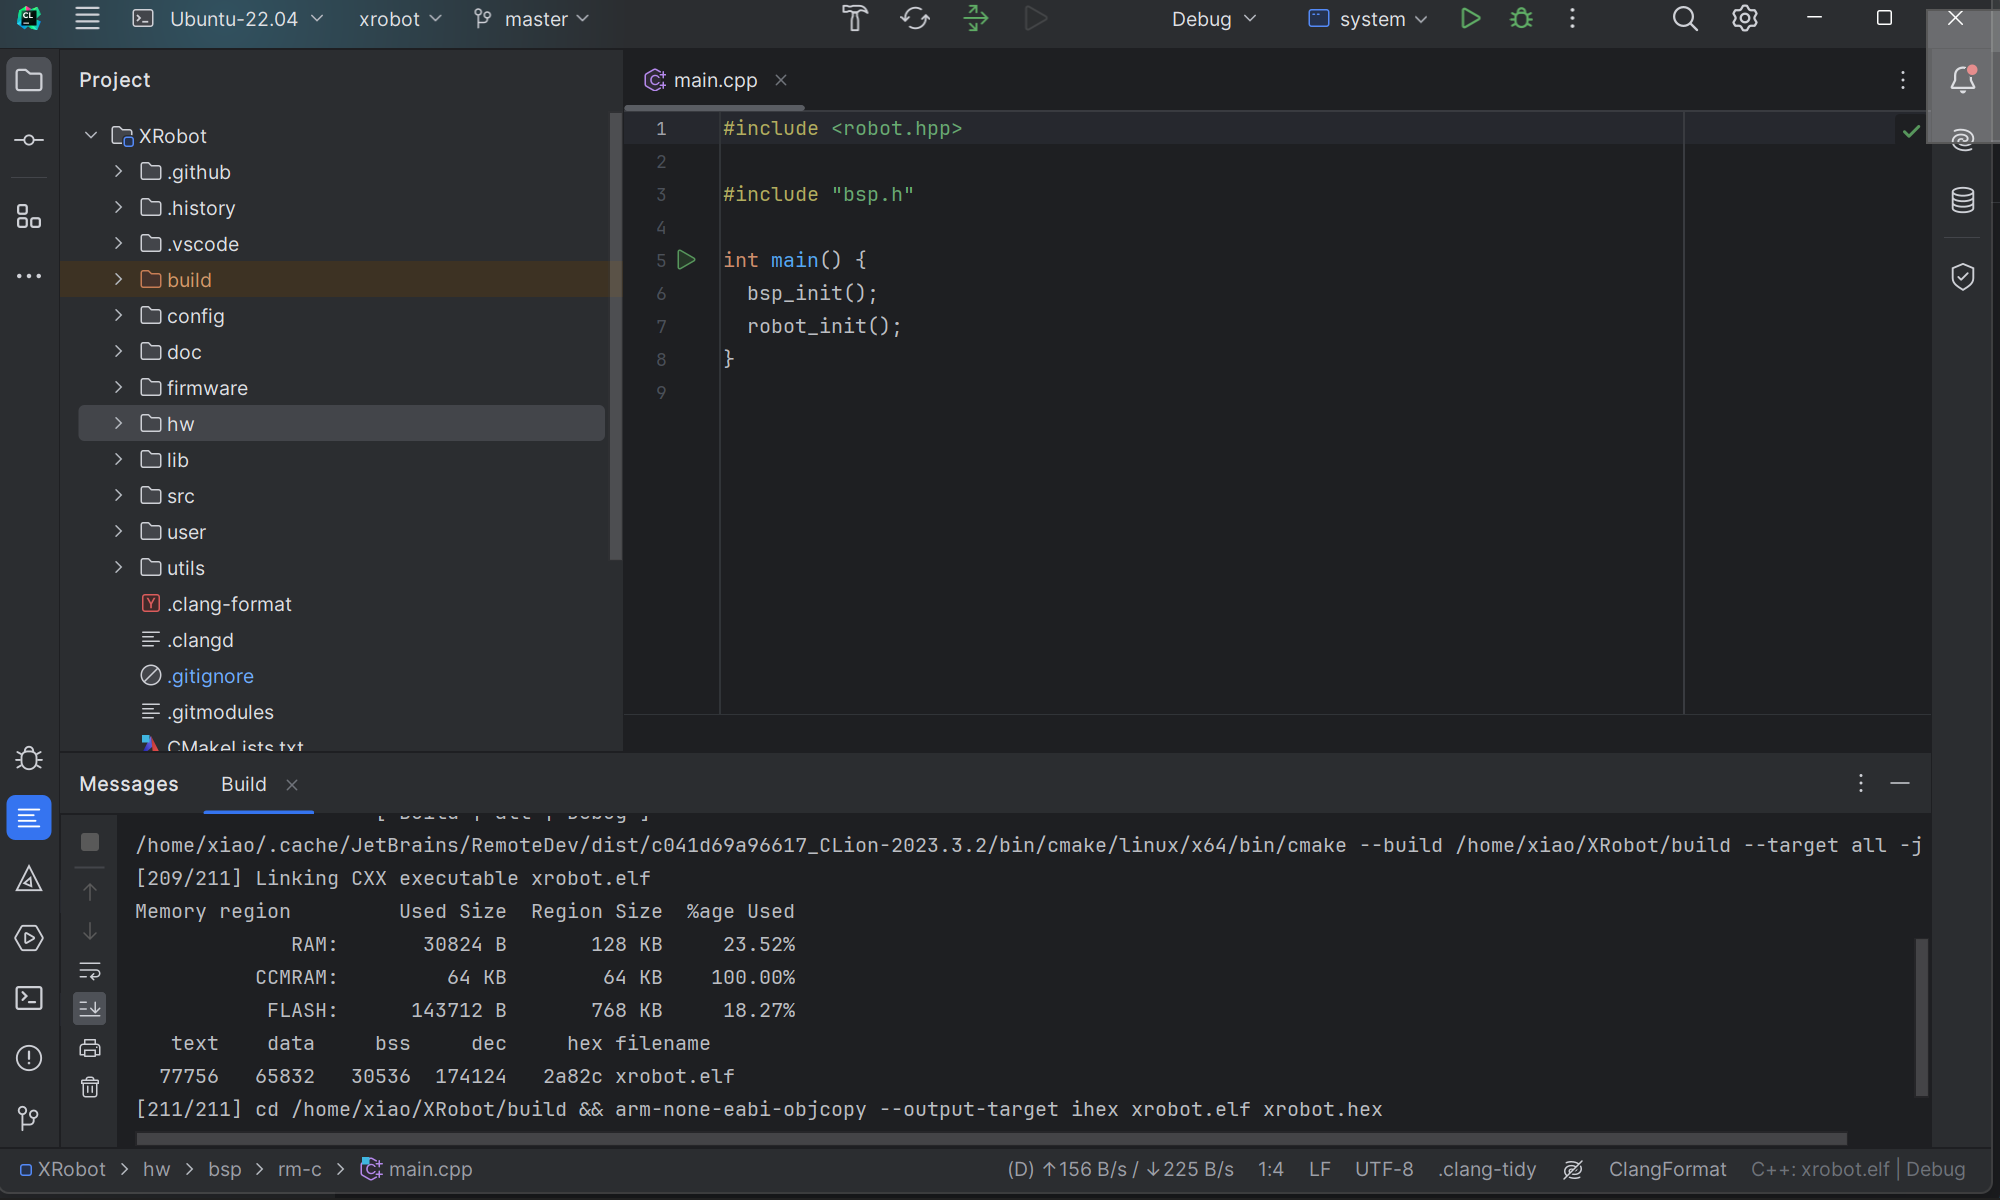 CL
Ubuntu-22.04
xrobot
master
Debug
system
Project
XRobot
.github
.history
.vscode
build
config
doc
firmware
hw
lib
src
user
utils
.clang-format
.clangd
.gitignore
.gitmodules
CMakeLists.txt
main.cpp
1 #include <robot.hpp>
2
3 #include "bsp.h"
4
5 int main() {
6 bsp_init();
7 robot_init();
8 }
9
Messages
Build
[ Build | all | Debug ]
/home/xiao/.cache/JetBrains/RemoteDev/dist/c041d69a96617_CLion-2023.3.2/bin/cmake/linux/x64/bin/cmake --build /home/xiao/XRobot/build --target all -j
[209/211] Linking CXX executable xrobot.elf
Memory region Used Size Region Size %age Used
RAM: 30824 B 128 KB 23.52%
CCMRAM: 64 KB 64 KB 100.00%
FLASH: 143712 B 768 KB 18.27%
text data bss dec hex filename
77756 65832 30536 174124 2a82c xrobot.elf
[211/211] cd /home/xiao/XRobot/build && arm-none-eabi-objcopy --output-target ihex xrobot.elf xrobot.hex
XRobot > hw > bsp > rm-c > main.cpp
(D) ↑156 B/s / ↓225 B/s
1:4
LF
UTF-8
.clang-tidy
ClangFormat
C++: xrobot.elf | Debug